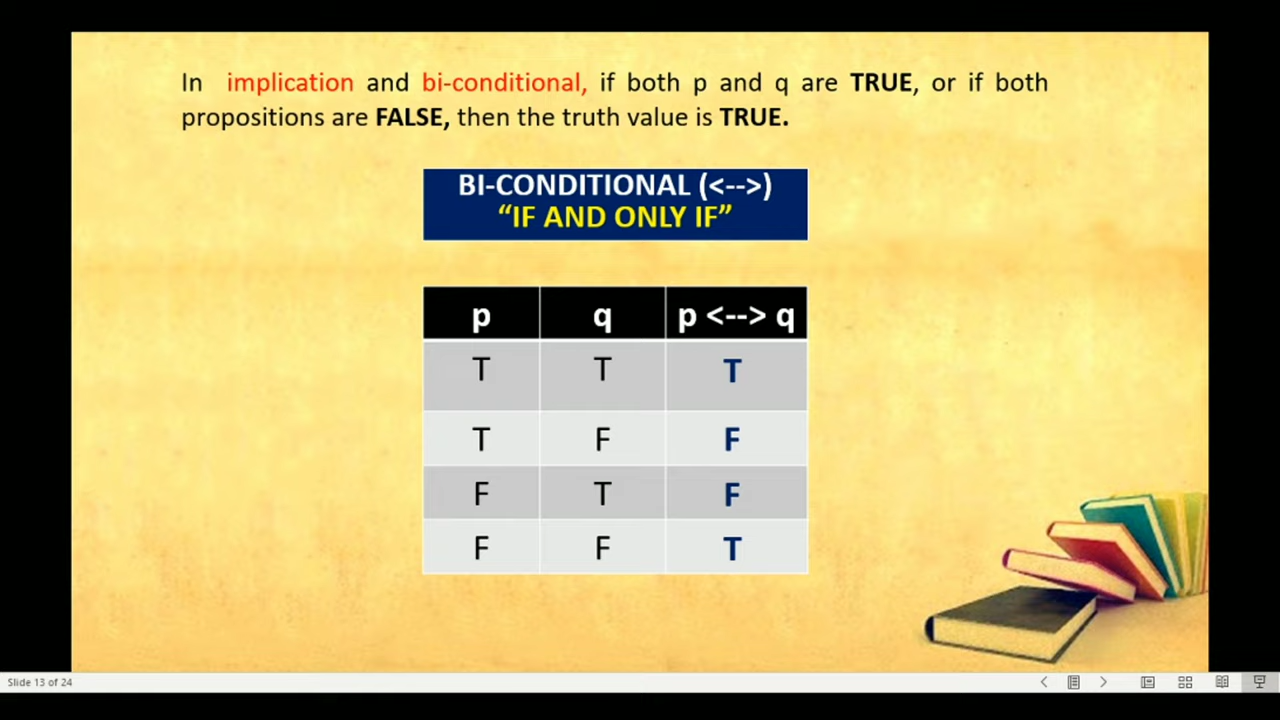 In implication and bi-conditional, if both p and q are TRUE, or if both
propositions are FALSE, then the truth value is TRUE.
BI-CONDITIONAL (<-->)
“IF AND ONLY IF”
p q p <--> q
T T T
T F F
F T F
F F T
Slide 13 of 24